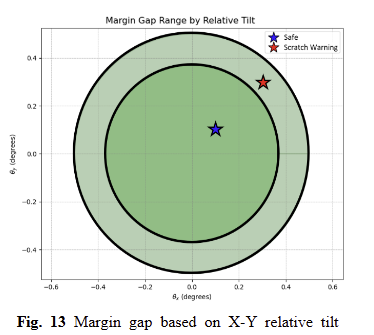 Margin Gap Range by Relative Tilt
Safe
Scratch Warning
0.4
0.2
0.0
−0.2
−0.4
θy (degrees)
−0.6 −0.4 −0.2 0.0 0.2 0.4 0.6
θx (degrees)
Fig. 13 Margin gap based on X-Y relative tilt